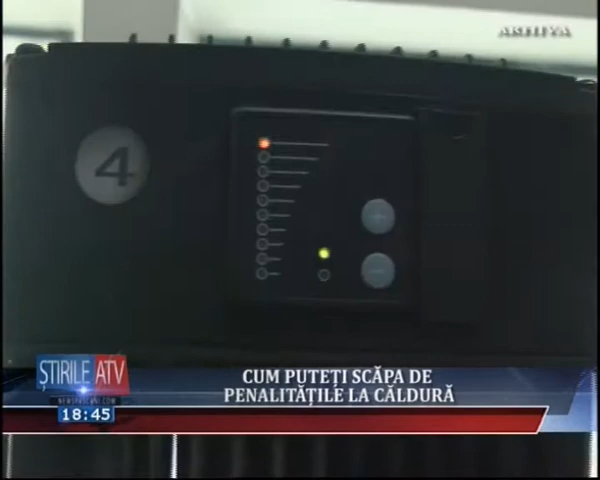 ARHIVA
4
+
-
ȘTIRILE ATV
18:45
CUM PUTEȚI SCĂPA DE
PENALITĂȚILE LA CĂLDURĂ